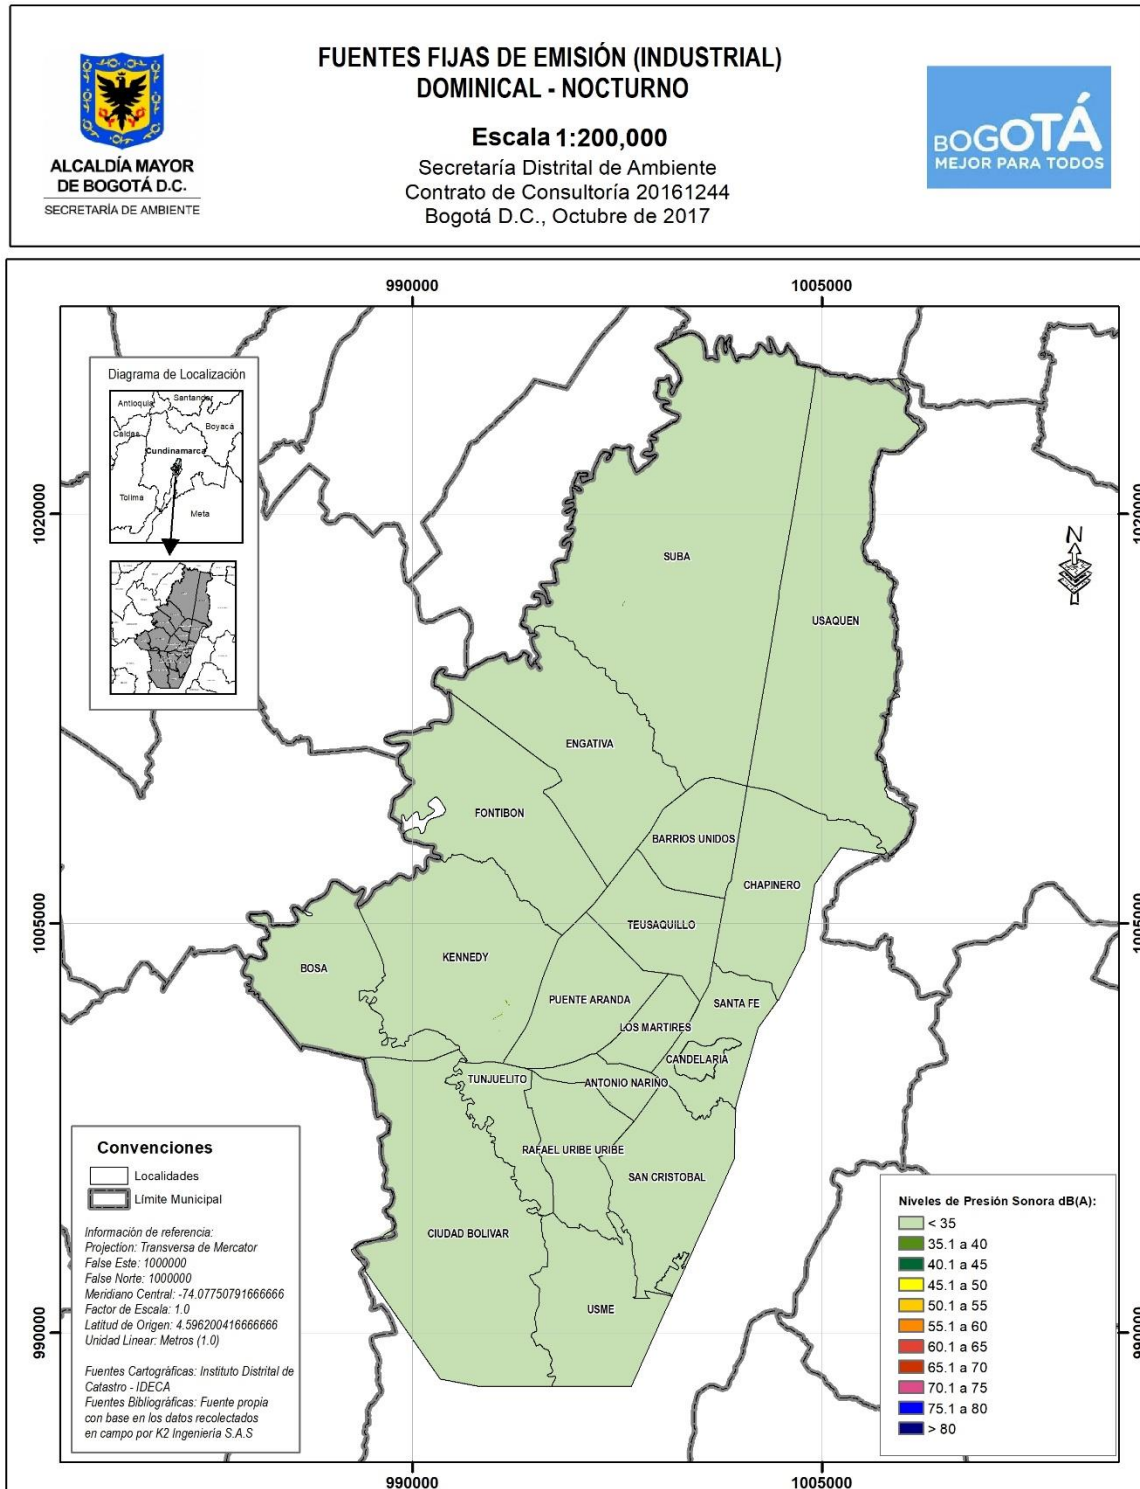 FUENTES FIJAS DE EMISIÓN (INDUSTRIAL)
DOMINICAL - NOCTURNO
Escala 1:200,000
Secretaría Distrital de Ambiente
Contrato de Consultoría 20161244
Bogotá D.C., Octubre de 2017
ALCALDÍA MAYOR
DE BOGOTÁ D.C.
SECRETARÍA DE AMBIENTE
BOGOTÁ
MEJOR PARA TODOS
990000
1005000
Diagrama de Localización
Antioquia
Santander
Boyacá
Caldas
Cundinamarca
Tolima
Meta
1020000
1020000
N
SUBA
USAQUEN
ENGATIVA
FONTIBON
BARRIOS UNIDOS
CHAPINERO
1005000
1005000
TEUSAQUILLO
KENNEDY
BOSA
PUENTE ARANDA
SANTA FE
LOS MARTIRES
CANDELARIA
TUNJUELITO
ANTONIO NARIÑO
RAFAEL URIBE URIBE
SAN CRISTOBAL
CIUDAD BOLIVAR
USME
990000
990000
Convenciones
Localidades
Límite Municipal
Información de referencia:
Projection: Transversa de Mercator
False Este: 1000000
False Norte: 1000000
Meridiano Central: -74.07750791666666
Factor de Escala: 1.0
Latitud de Origen: 4.596200416666666
Unidad Linear: Metros (1.0)
Fuentes Cartográficas: Instituto Distrital de
Catastro - IDECA
Fuentes Bibliográficas: Fuente propia
con base en los datos recolectados
en campo por K2 Ingeniería S.A.S
Niveles de Presión Sonora dB(A):
< 35
35.1 a 40
40.1 a 45
45.1 a 50
50.1 a 55
55.1 a 60
60.1 a 65
65.1 a 70
70.1 a 75
75.1 a 80
> 80
990000
1005000